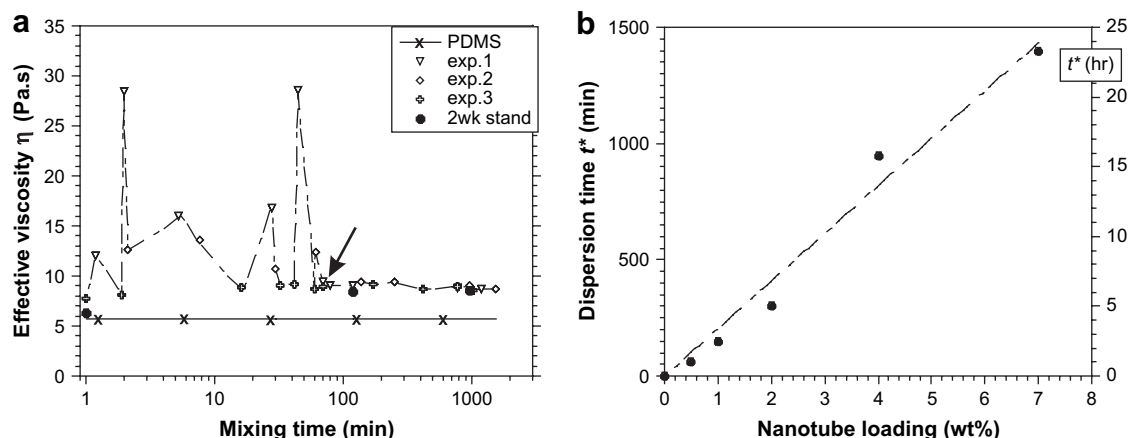 a
35
30
25
20
15
10
5
0
Effective viscosity η (Pa.s)
1 10 100 1000
Mixing time (min)
PDMS
exp.1
exp.2
exp.3
2wk stand
b
1500
1000
500
0
Dispersion time t* (min)
0 1 2 3 4 5 6 7 8
Nanotube loading (wt%)
25
20
15
10
5
0
t* (hr)